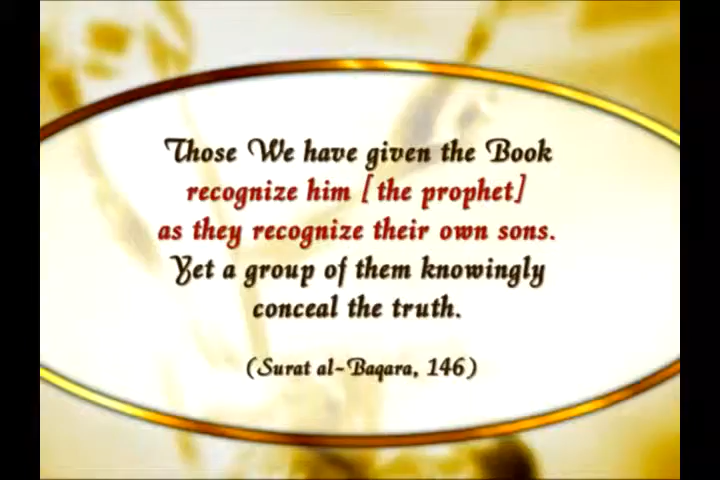 Those We have given the Book
recognize him [the prophet]
as they recognize their own sons.
Yet a group of them knowingly
conceal the truth.
(Surat al-Baqara, 146)